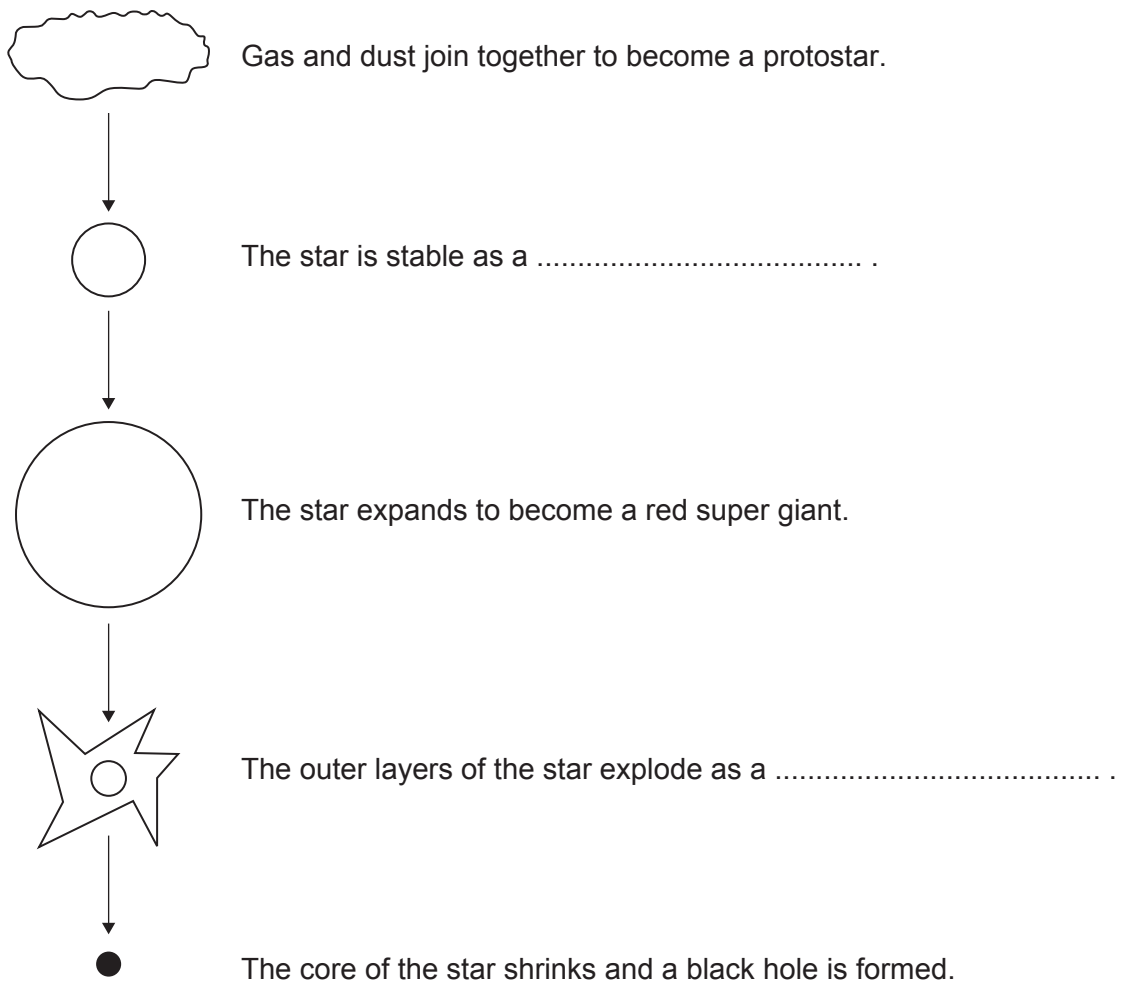 Gas and dust join together to become a protostar.
The star is stable as a ........................................ .
The star expands to become a red super giant.
The outer layers of the star explode as a ........................................ .
The core of the star shrinks and a black hole is formed.